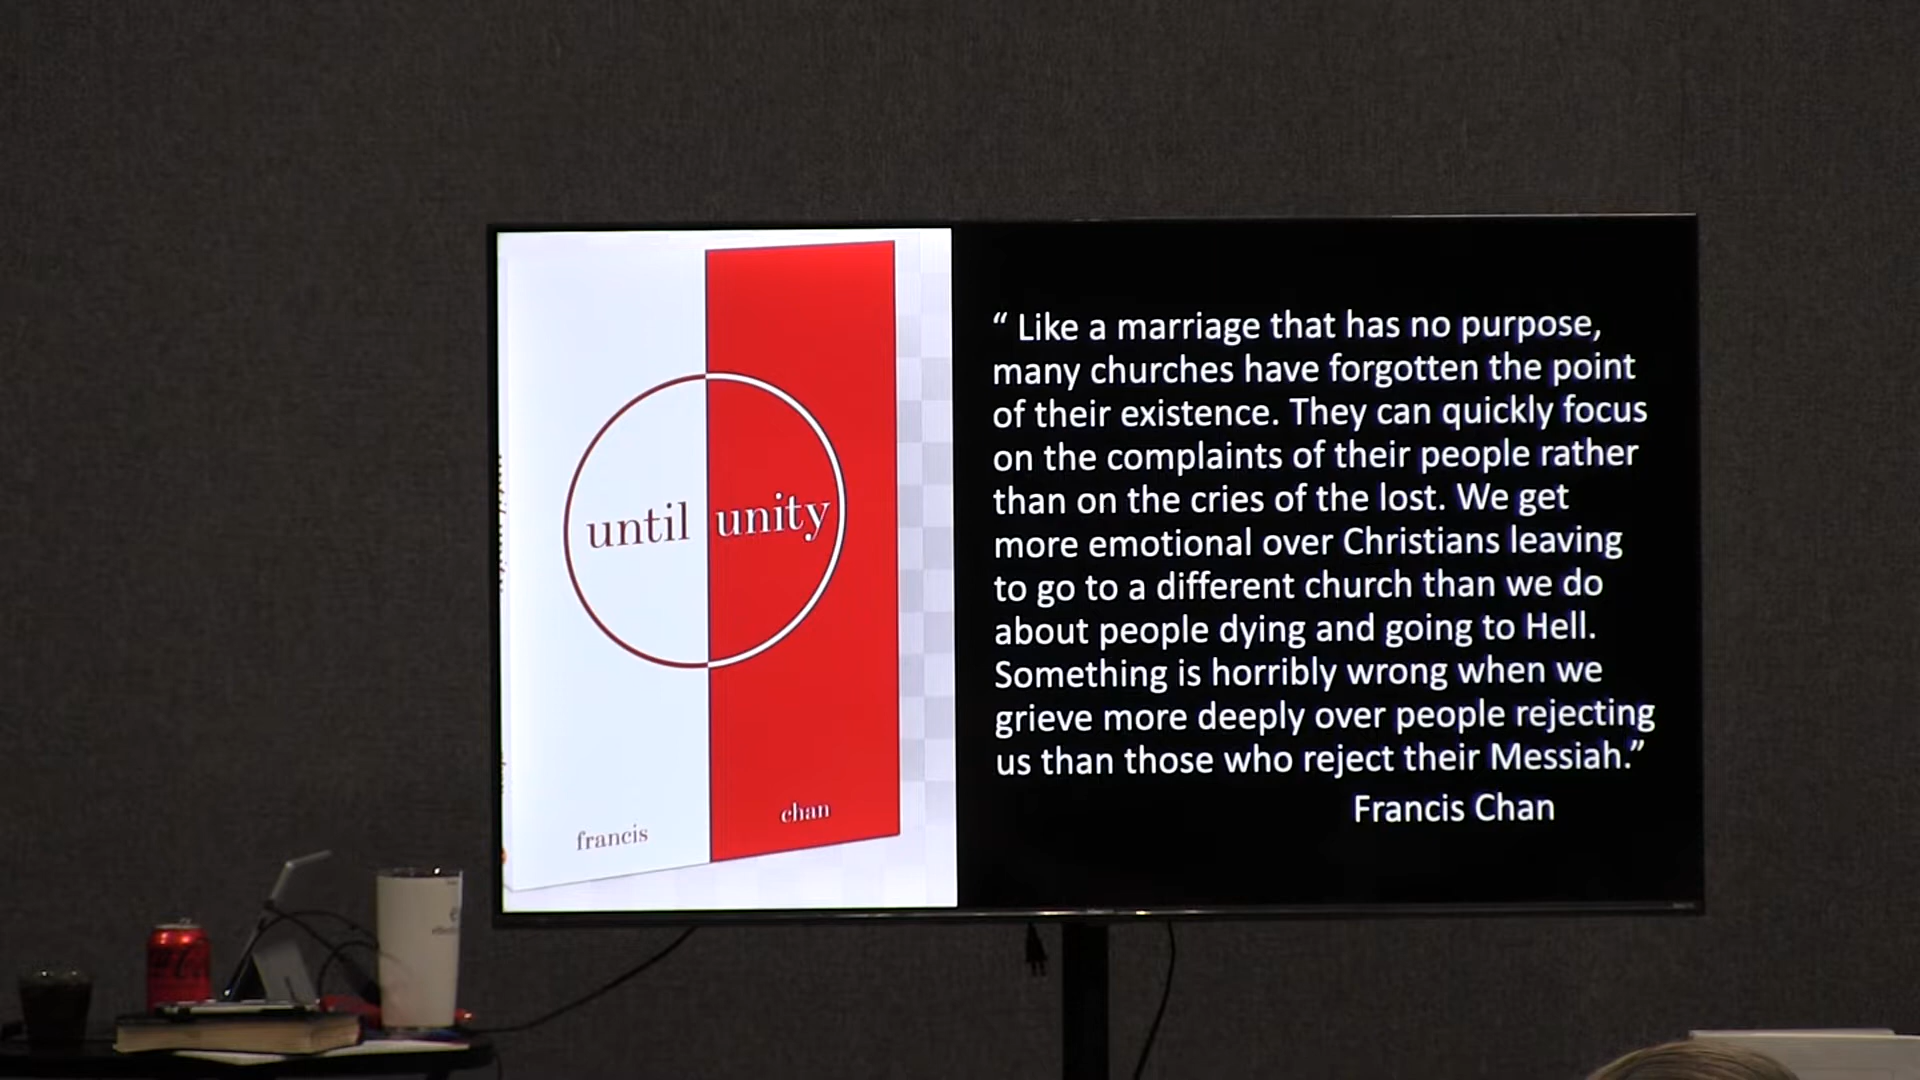 until unity
francis
chan
“ Like a marriage that has no purpose,
many churches have forgotten the point
of their existence. They can quickly focus
on the complaints of their people rather
than on the cries of the lost. We get
more emotional over Christians leaving
to go to a different church than we do
about people dying and going to Hell.
Something is horribly wrong when we
grieve more deeply over people rejecting
us than those who reject their Messiah.”
Francis Chan